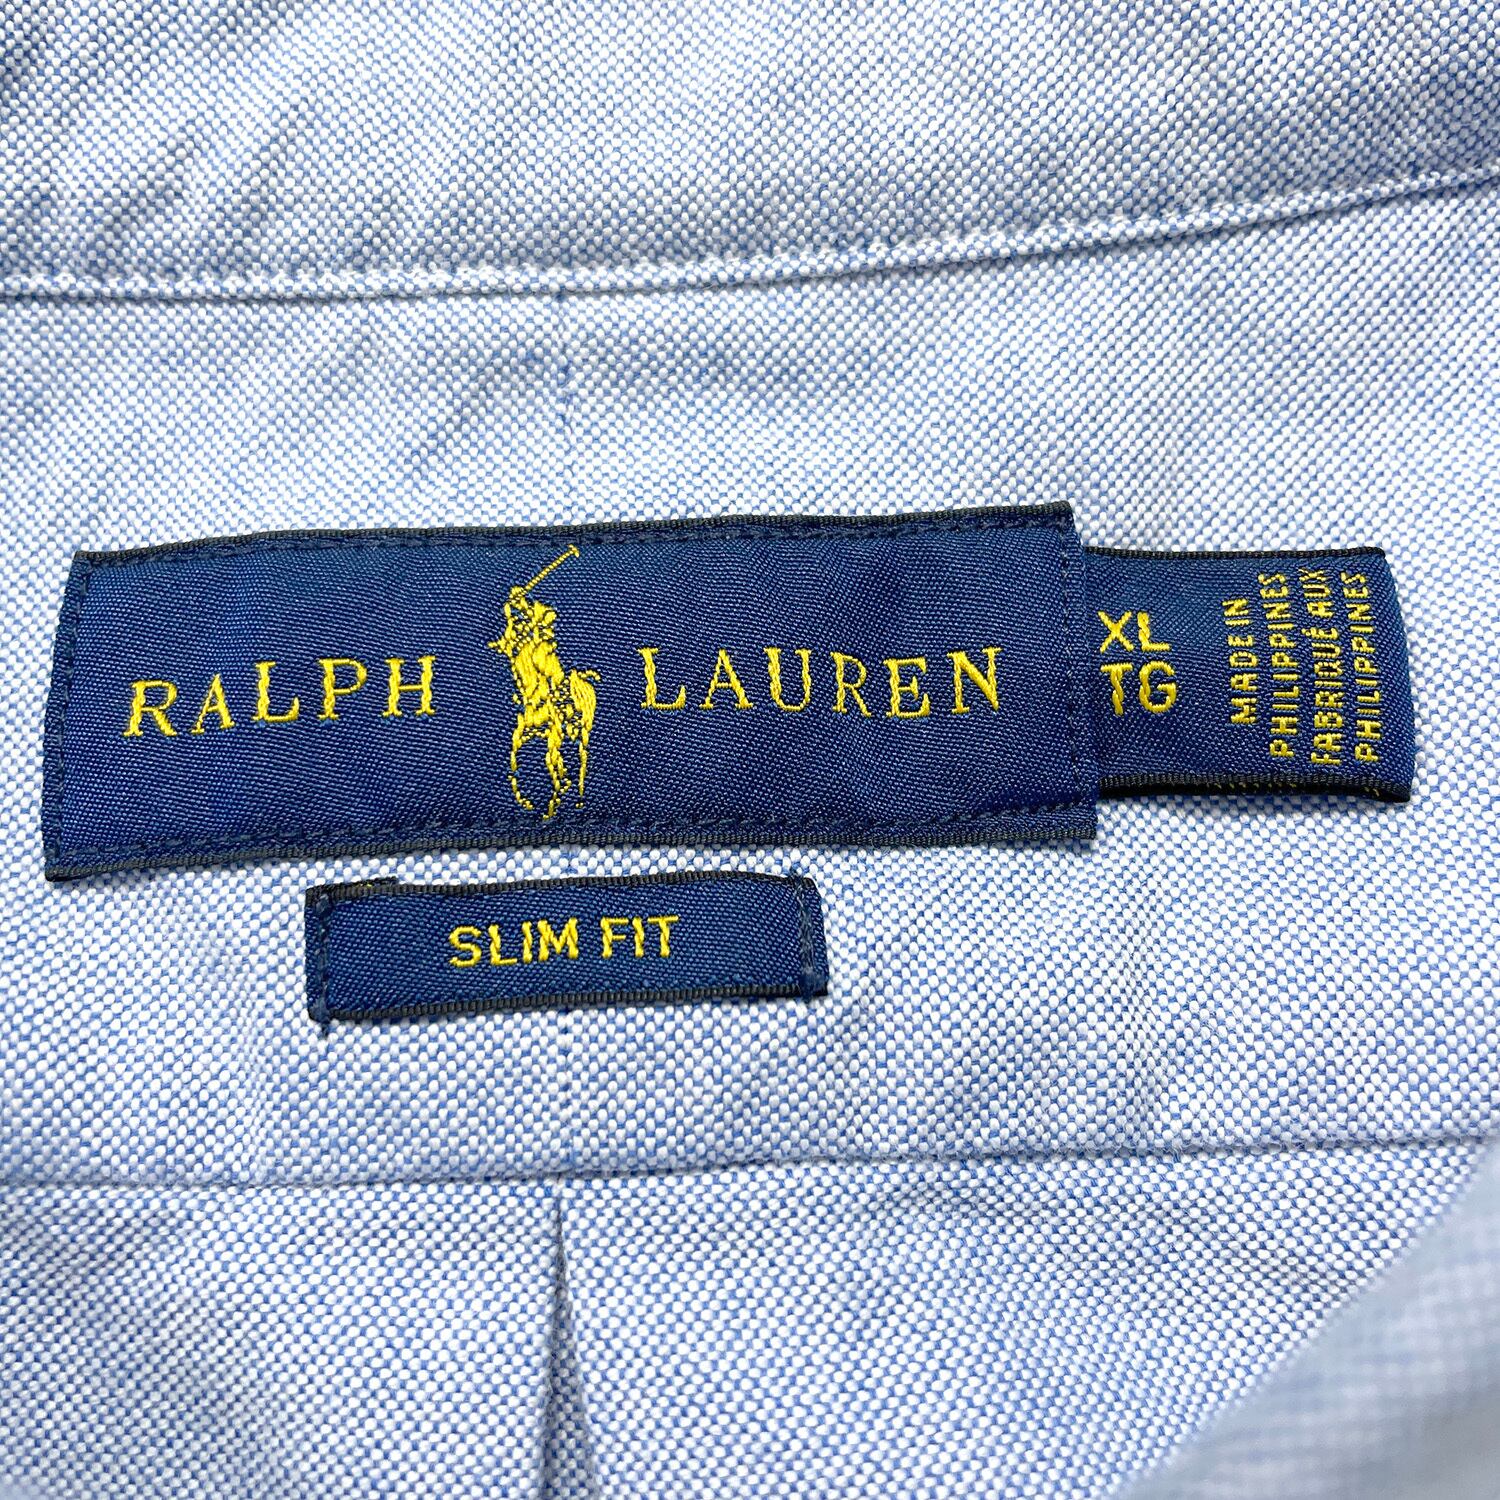 RALPH LAUREN
XL
TG
MADE IN
PHILIPPINES
FABRIQUÉ AUX
PHILIPPINES
SLIM FIT